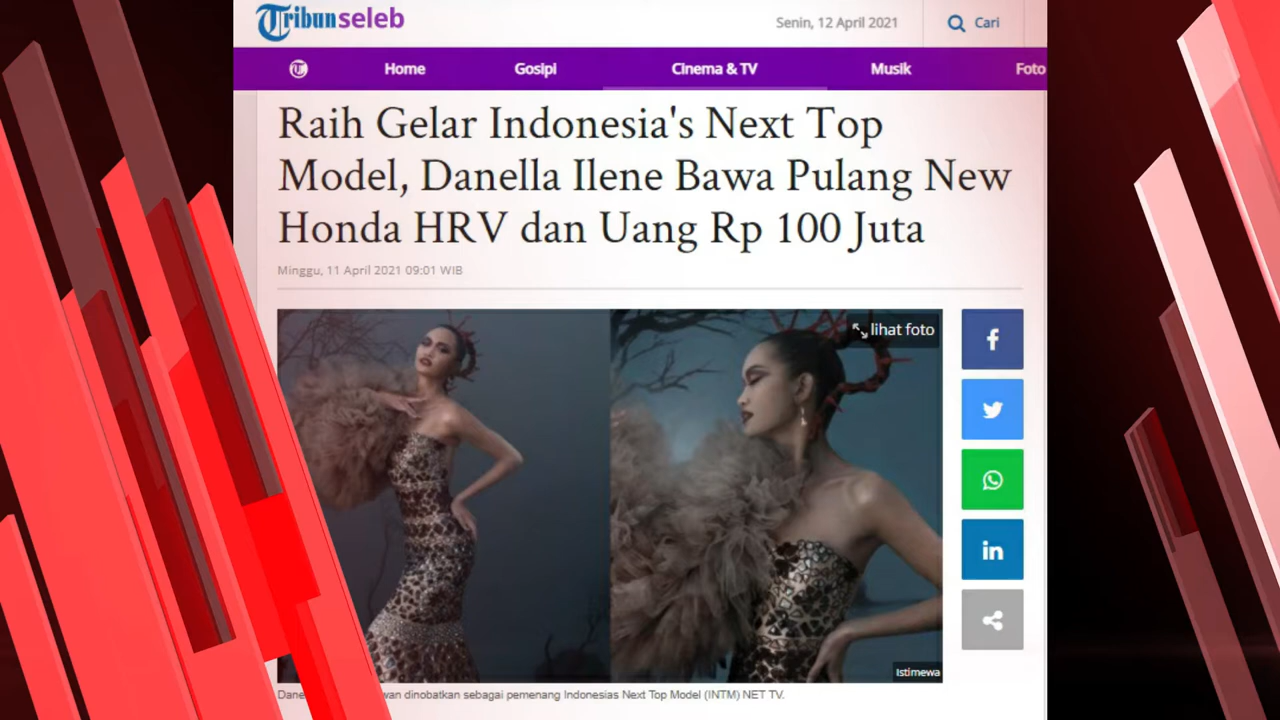 Tribunseleb
Senin, 12 April 2021
Cari
Home Gosipi Cinema & TV Musik Foto
Raih Gelar Indonesia's Next Top
Model, Danella Ilene Bawa Pulang New
Honda HRV dan Uang Rp 100 Juta
Minggu, 11 April 2021 09:01 WIB
lihat foto
Istimewa
dinobatkan sebagai pemenang Indonesias Next Top Model (INTM) NET TV.